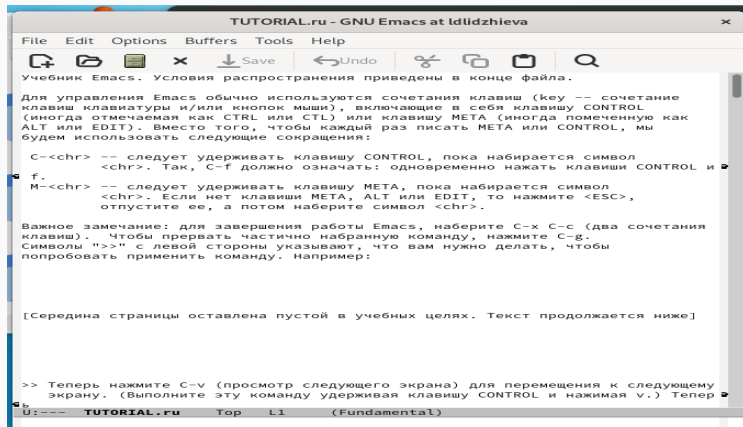 TUTORIAL.ru - GNU Emacs at ldlidzhieva
File Edit Options Buffers Tools Help
Save Undo
Учебник Emacs. Условия распространения приведены в конце файла.
Для управления Emacs обычно используются сочетания клавиш (key -- сочетание
клавиш клавиатуры и/или кнопок мыши), включающие в себя клавишу CONTROL
(иногда отмечаемая как CTRL или CTL) или клавишу META (иногда помеченную как
ALT или EDIT). Вместо того, чтобы каждый раз писать META или CONTROL, мы
будем использовать следующие сокращения:
C-<chr> -- следует удерживать клавишу CONTROL, пока набирается символ
<chr>. Так, C-f должно означать: одновременно нажать клавиши CONTROL и
f.
M-<chr> -- следует удерживать клавишу META, пока набирается символ
<chr>. Если нет клавиши META, ALT или EDIT, то нажмите <ESC>,
отпустите ее, а потом наберите символ <chr>.
Важное замечание: для завершения работы Emacs, наберите C-x C-c (два сочетания
клавиш). Чтобы прервать частично набранную команду, нажмите C-g.
Символы ">>" с левой стороны указывают, что вам нужно делать, чтобы
попробовать применить команду. Например:
[Середина страницы оставлена пустой в учебных целях. Текст продолжается ниже]
>> Теперь нажмите C-v (просмотр следующего экрана) для перемещения к следующему
экрану. (Выполните эту команду удерживая клавишу CONTROL и нажимая v.) Тепер
ь
U:--- TUTORIAL.ru Top L1 (Fundamental)